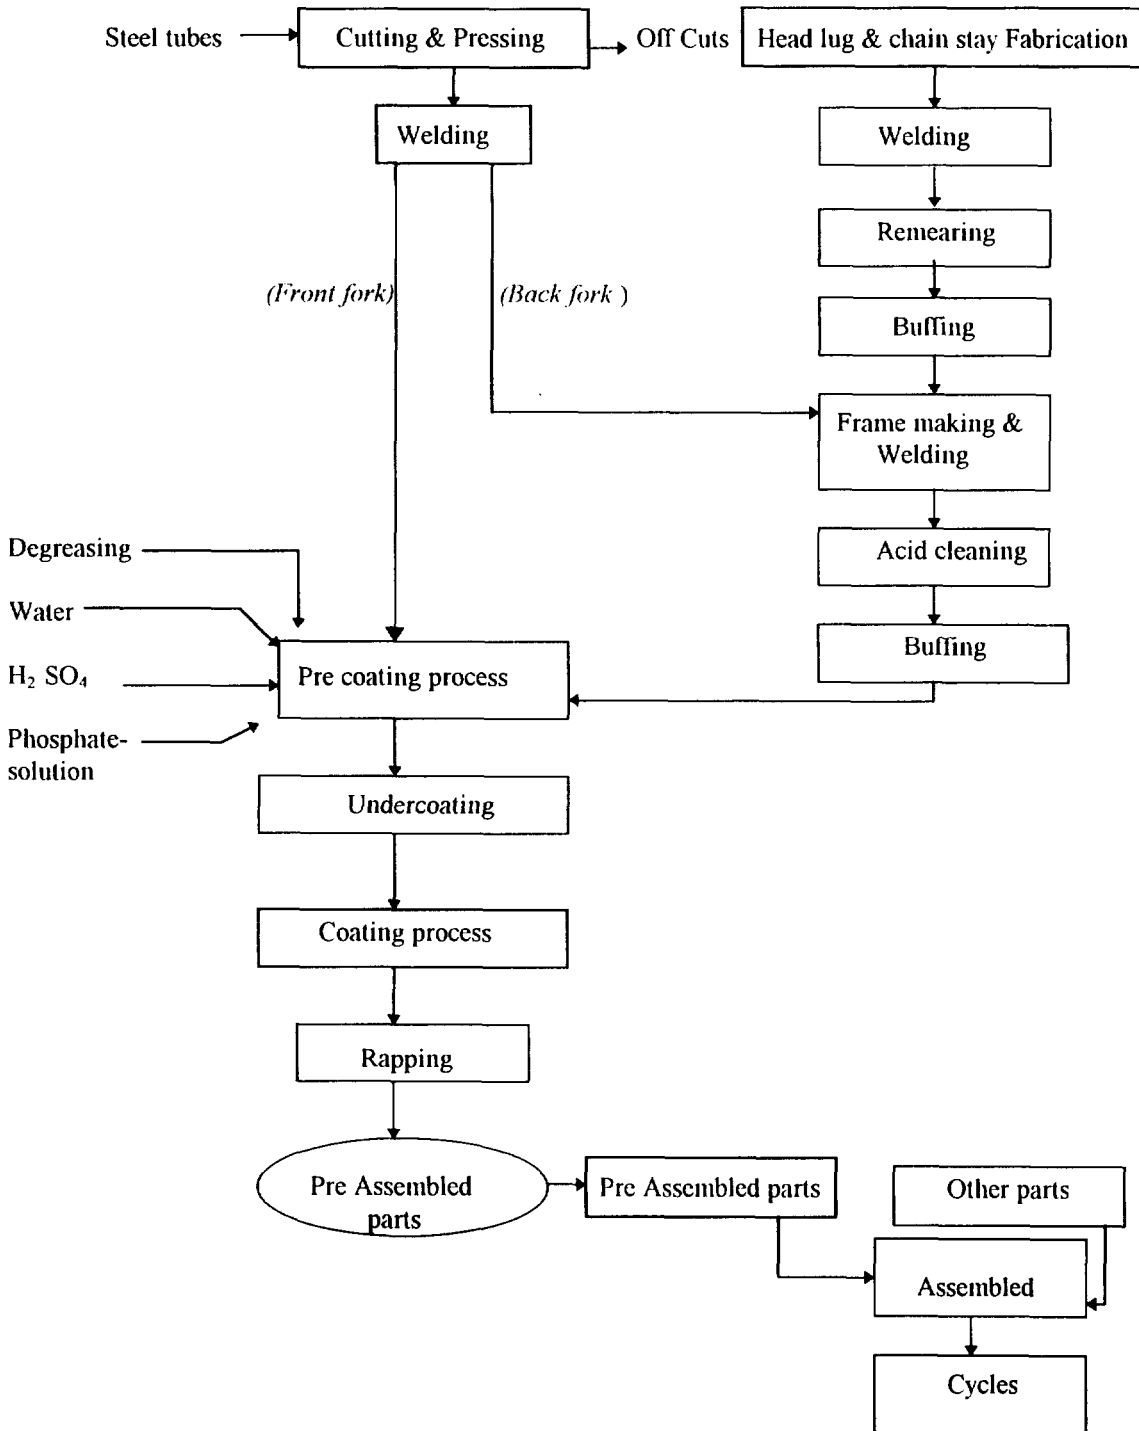 Steel tubes
Cutting & Pressing
Off Cuts
Head lug & chain stay Fabrication
Welding
Welding
Remearing
(Front fork)
(Back fork )
Buffing
Frame making &
Welding
Degreasing
Acid cleaning
Water
Buffing
H₂ SO₄
Pre coating process
Phosphate-
solution
Undercoating
Coating process
Rapping
Pre Assembled
parts
Pre Assembled parts
Other parts
Assembled
Cycles